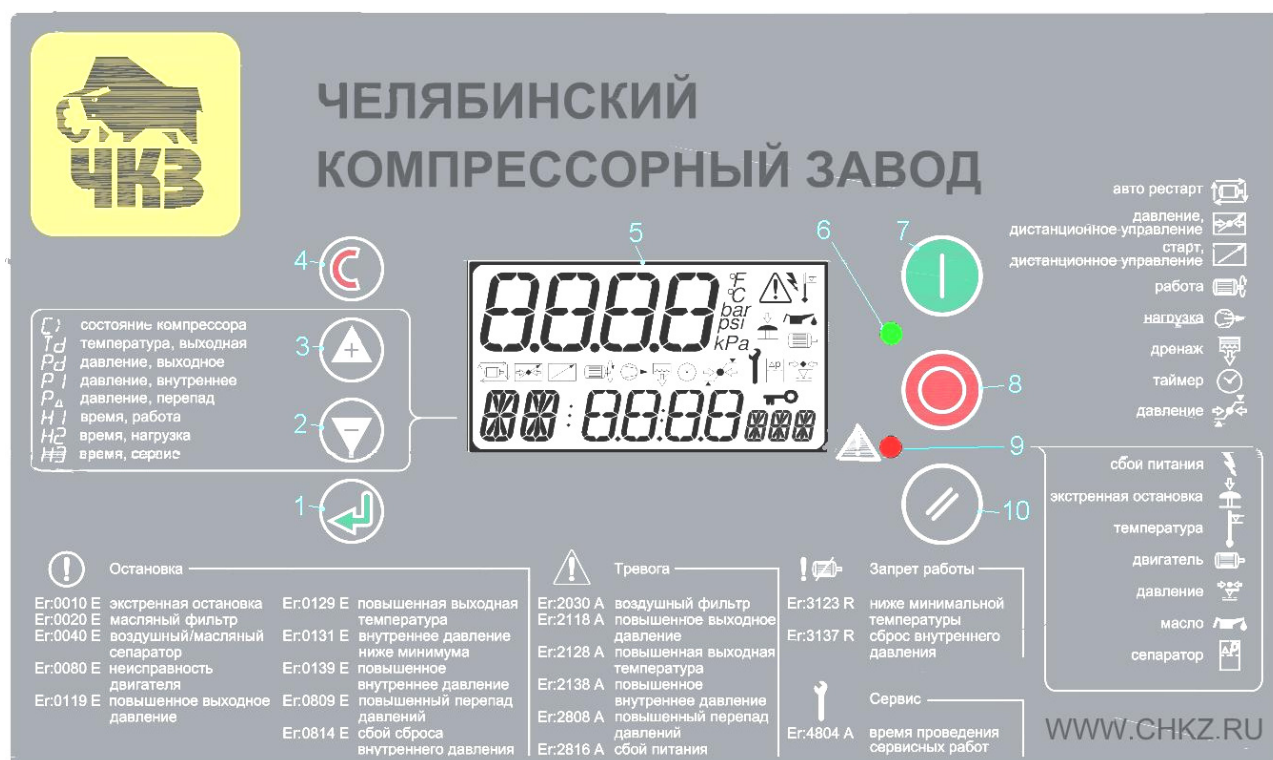 ЧКЗ
ЧЕЛЯБИНСКИЙ
КОМПРЕССОРНЫЙ ЗАВОД
4
3
2
1
5
6
7
8
9
10
состояние компрессора
Td температура, выходная
Pd давление, выходное
P1 давление, внутреннее
PΔ давление, перепад
H1 время, работа
H2 время, нагрузка
H3 время, сервис
8.8.8.8
°F
°C
bar
psi
kPa
ΔP
88:88
авто рестарт
давление,
дистанционное управление
старт,
дистанционное управление
работа
нагрузка
дренаж
таймер
давление
сбой питания
экстренная остановка
температура
двигатель
давление
масло
сепаратор
ΔP
Остановка
Er:0010 E экстренная остановка
Er:0020 E масляный фильтр
Er:0040 E воздушный/масляный
сепаратор
Er:0080 E неисправность
двигателя
Er:0119 E повышенное выходное
давление
Er:0129 E повышенная выходная
температура
Er:0131 E внутреннее давление
ниже минимума
Er:0139 E повышенное
внутреннее давление
Er:0809 E повышенный перепад
давлений
Er:0814 E сбой сброса
внутреннего давления
Тревога
Er:2030 A воздушный фильтр
Er:2118 A повышенное выходное
давление
Er:2128 A повышенная выходная
температура
Er:2138 A повышенное
внутреннее давление
Er:2808 A повышенный перепад
давлений
Er:2816 A сбой питания
Запрет работы
Er:3123 R ниже минимальной
температуры
Er:3137 R сброс внутреннего
давления
Сервис
Er:4804 A время проведения
сервисных работ
WWW.CHKZ.RU